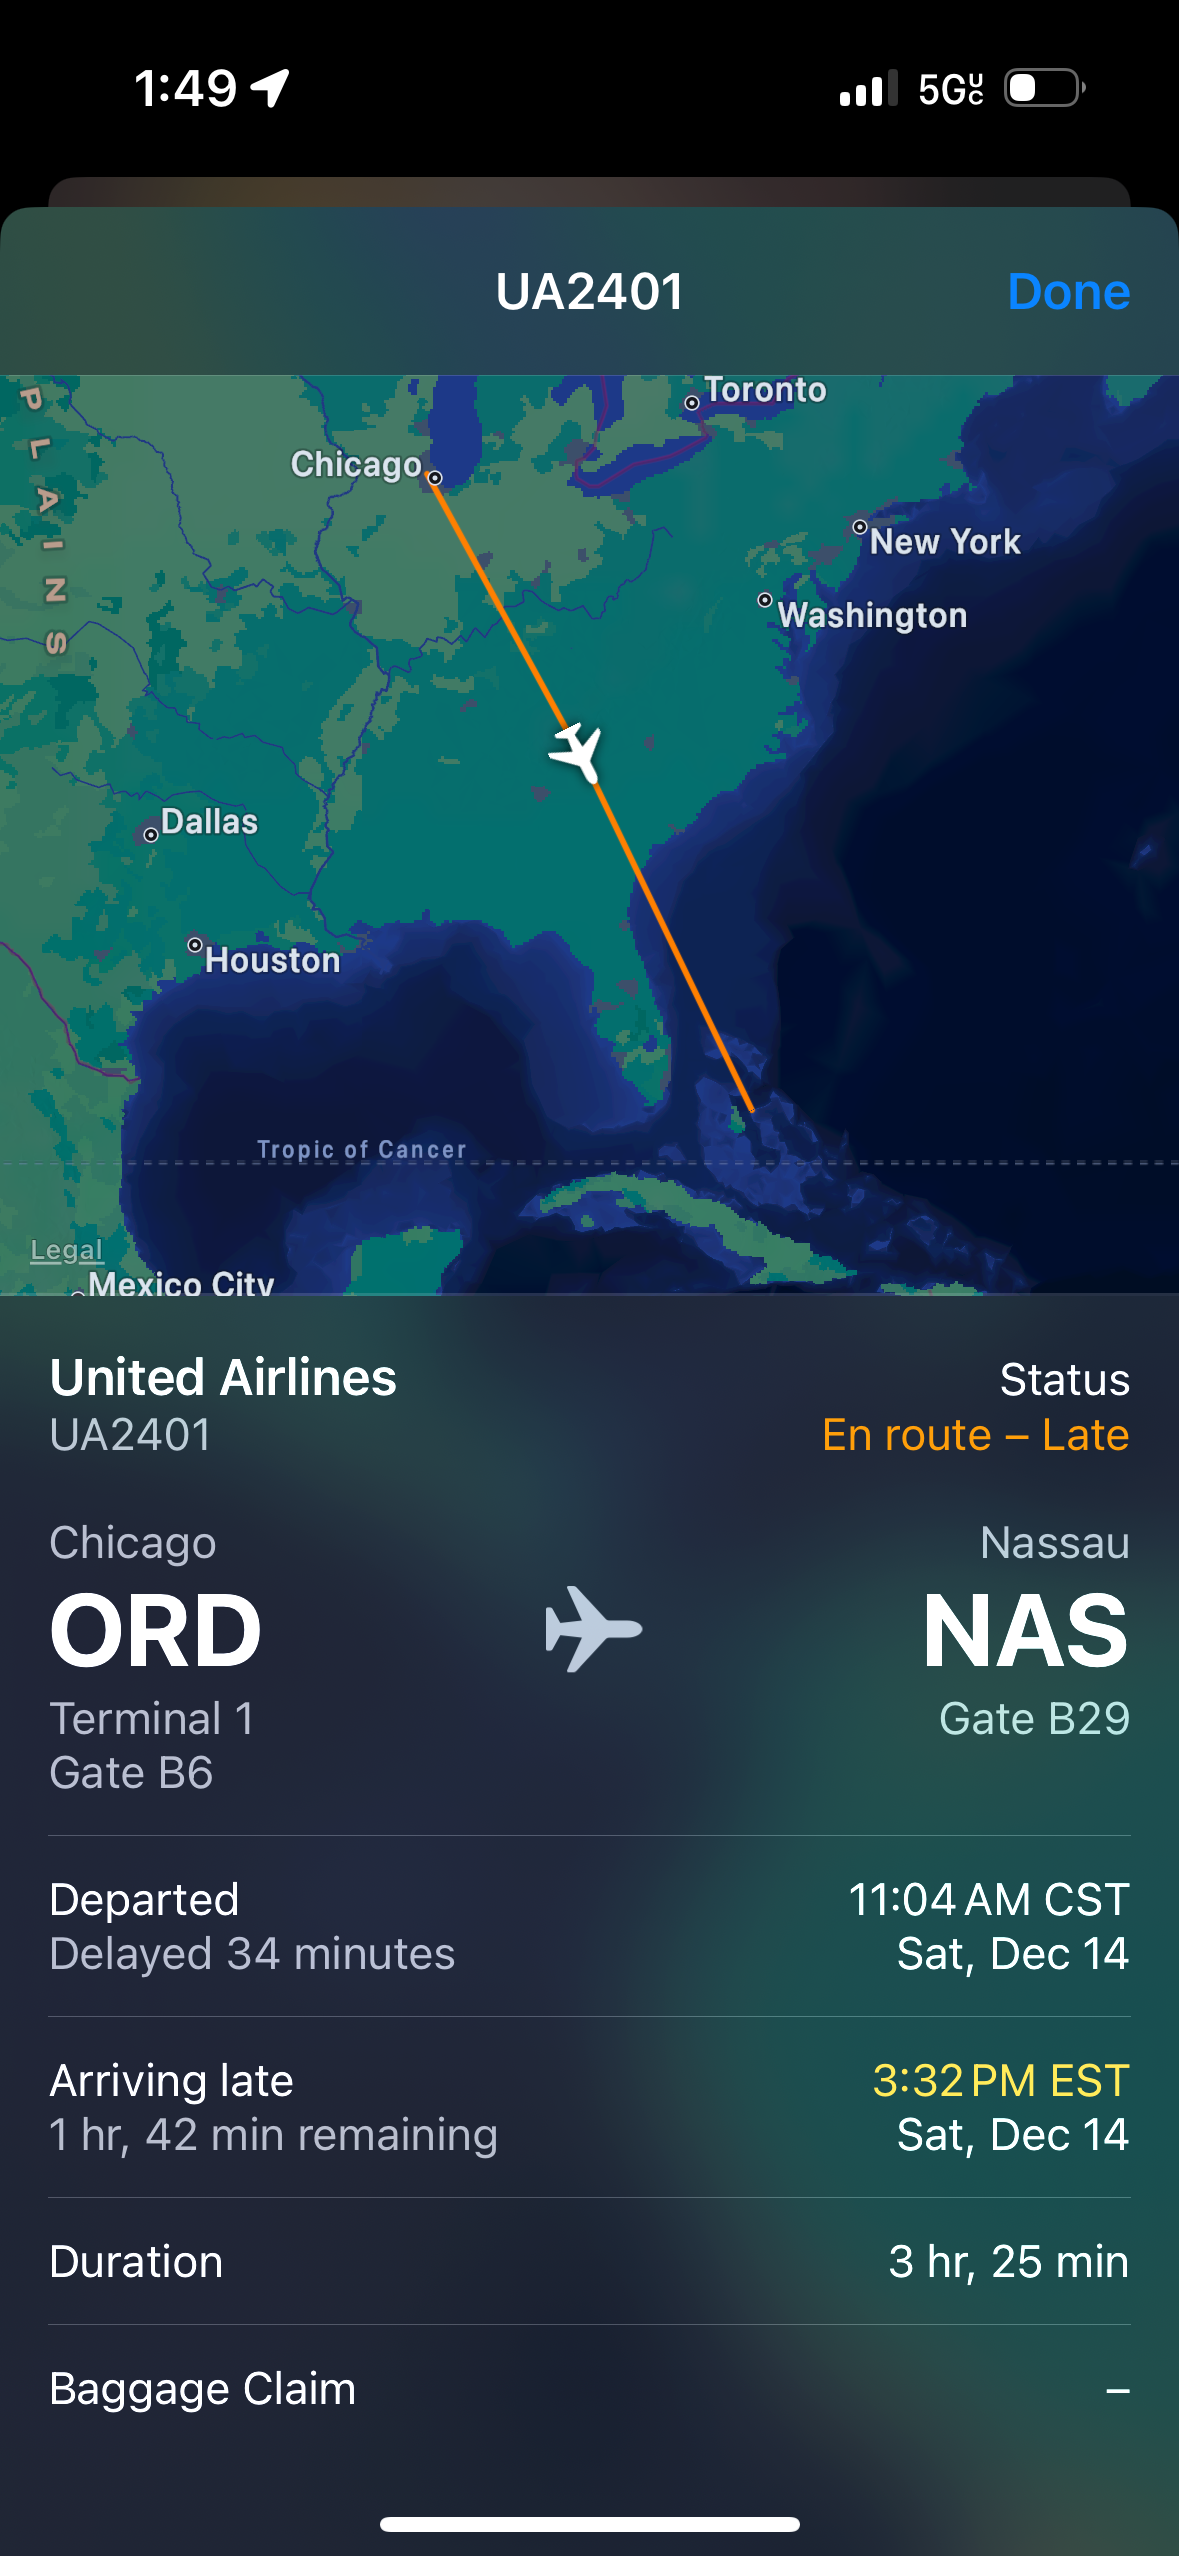 1:49
5G UC
UA2401
Done
PLAINS
Toronto
Chicago
New York
Washington
Dallas
Houston
Tropic of Cancer
Legal
Mexico City
United Airlines
Status
UA2401
En route – Late
Chicago
Nassau
ORD
NAS
Terminal 1
Gate B29
Gate B6
Departed
11:04 AM CST
Delayed 34 minutes
Sat, Dec 14
Arriving late
3:32 PM EST
1 hr, 42 min remaining
Sat, Dec 14
Duration
3 hr, 25 min
Baggage Claim
–